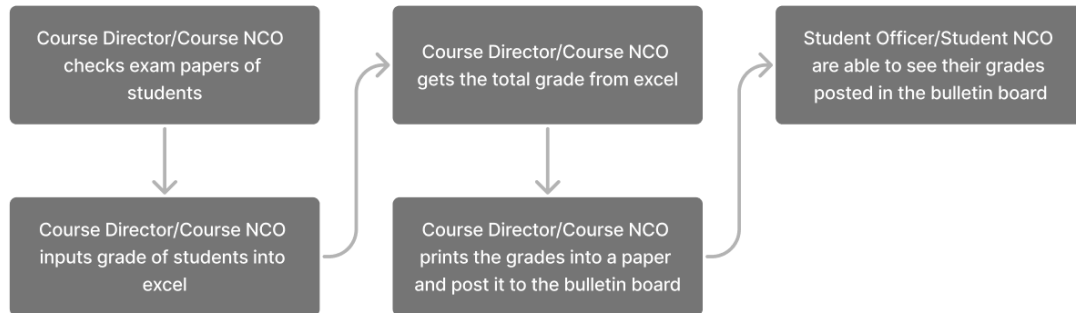 Course Director/Course NCO
checks exam papers of
students
Course Director/Course NCO
inputs grade of students into
excel
Course Director/Course NCO
gets the total grade from excel
Course Director/Course NCO
prints the grades into a paper
and post it to the bulletin board
Student Officer/Student NCO
are able to see their grades
posted in the bulletin board